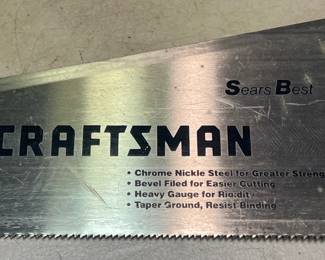 Sears Best
CRAFTSMAN
• Chrome Nickle Steel for Greater Streng
• Bevel Filed for Easier Cutting
• Heavy Gauge for Rigidity
• Taper Ground, Resist Binding